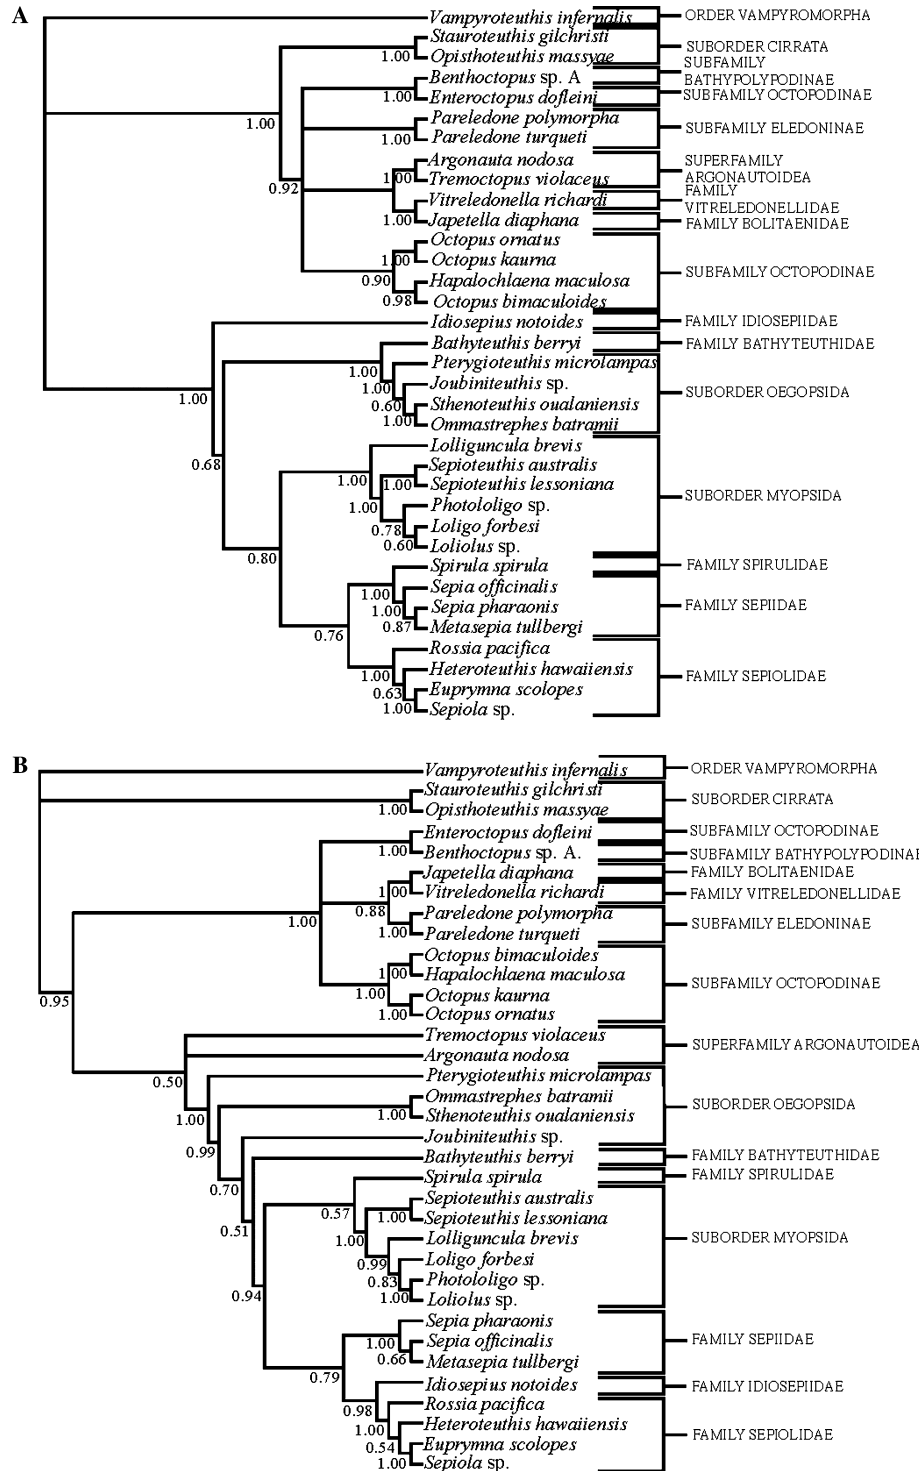 A
Vampyroteuthis infernalis
ORDER VAMPYROMORPHA
Stauroteuthis gilchristi
SUBORDER CIRRATA
1.00
Opisthoteuthis massyae
SUBFAMILY
BATHYPOLYPODINAE
Benthoctopus sp. A
1.00
Enteroctopus dofleini
SUBFAMILY OCTOPODINAE
1.00
Pareledone polymorpha
SUBFAMILY ELEDONINAE
1.00
Pareledone turqueti
Argonauta nodosa
SUPERFAMILY
ARGONAUTOIDEA
0.92
1.00
Tremoctopus violaceus
Vitreledonella richardi
FAMILY
VITRELEDONELLIDAE
1.00
Japetella diaphana
FAMILY BOLITAENIDAE
Octopus ornatus
1.00
Octopus kaurna
SUBFAMILY OCTOPODINAE
0.90
Hapalochlaena maculosa
0.98
Octopus bimaculoides
Idiosepius notoides
FAMILY IDIOSEPIIDAE
Bathyteuthis berryi
FAMILY BATHYTEUTHIDAE
1.00
Pterygioteuthis microlampas
1.00
Joubiniteuthis sp.
SUBORDER OEGOPSIDA
1.00
0.60
Sthenoteuthis oualaniensis
1.00
Ommastrephes batramii
Lolliguncula brevis
0.68
Sepioteuthis australis
1.00
1.00
Sepioteuthis lessoniana
SUBORDER MYOPSIDA
1.00
Photololigo sp.
0.78
Loligo forbesi
0.60
Loliolus sp.
0.80
Spirula spirula
FAMILY SPIRULIDAE
1.00
Sepia officinalis
1.00
Sepia pharaonis
FAMILY SEPIIDAE
0.87
Metasepia tullbergi
0.76
Rossia pacifica
1.00
Heteroteuthis hawaiiensis
FAMILY SEPIOLIDAE
0.63
Euprymna scolopes
1.00
Sepiola sp.
B
Vampyroteuthis infernalis
ORDER VAMPYROMORPHA
Stauroteuthis gilchristi
SUBORDER CIRRATA
1.00
Opisthoteuthis massyae
Enteroctopus dofleini
SUBFAMILY OCTOPODINAE
1.00
Benthoctopus sp. A.
SUBFAMILY BATHYPOLYPODINAE
Japetella diaphana
FAMILY BOLITAENIDAE
1.00
Vitreledonella richardi
FAMILY VITRELEDONELLIDAE
0.88
Pareledone polymorpha
SUBFAMILY ELEDONINAE
1.00
1.00
Pareledone turqueti
Octopus bimaculoides
1.00
Hapalochlaena maculosa
SUBFAMILY OCTOPODINAE
1.00
Octopus kaurna
0.95
1.00
Octopus ornatus
Tremoctopus violaceus
SUPERFAMILY ARGONAUTOIDEA
Argonauta nodosa
0.50
Pterygioteuthis microlampas
Ommastrephes batramii
SUBORDER OEGOPSIDA
1.00
1.00
Sthenoteuthis oualaniensis
Joubiniteuthis sp.
0.99
Bathyteuthis berryi
FAMILY BATHYTEUTHIDAE
Spirula spirula
FAMILY SPIRULIDAE
0.70
Sepioteuthis australis
0.57
1.00
Sepioteuthis lessoniana
0.51
Lolliguncula brevis
SUBORDER MYOPSIDA
1.00
Loligo forbesi
0.99
Photololigo sp.
0.83
Loliolus sp.
0.94
1.00
Sepia pharaonis
1.00
Sepia officinalis
FAMILY SEPIIDAE
0.66
Metasepia tullbergi
0.79
Idiosepius notoides
FAMILY IDIOSEPIIDAE
0.98
Rossia pacifica
1.00
Heteroteuthis hawaiiensis
FAMILY SEPIOLIDAE
0.54
Euprymna scolopes
1.00
Sepiola sp.